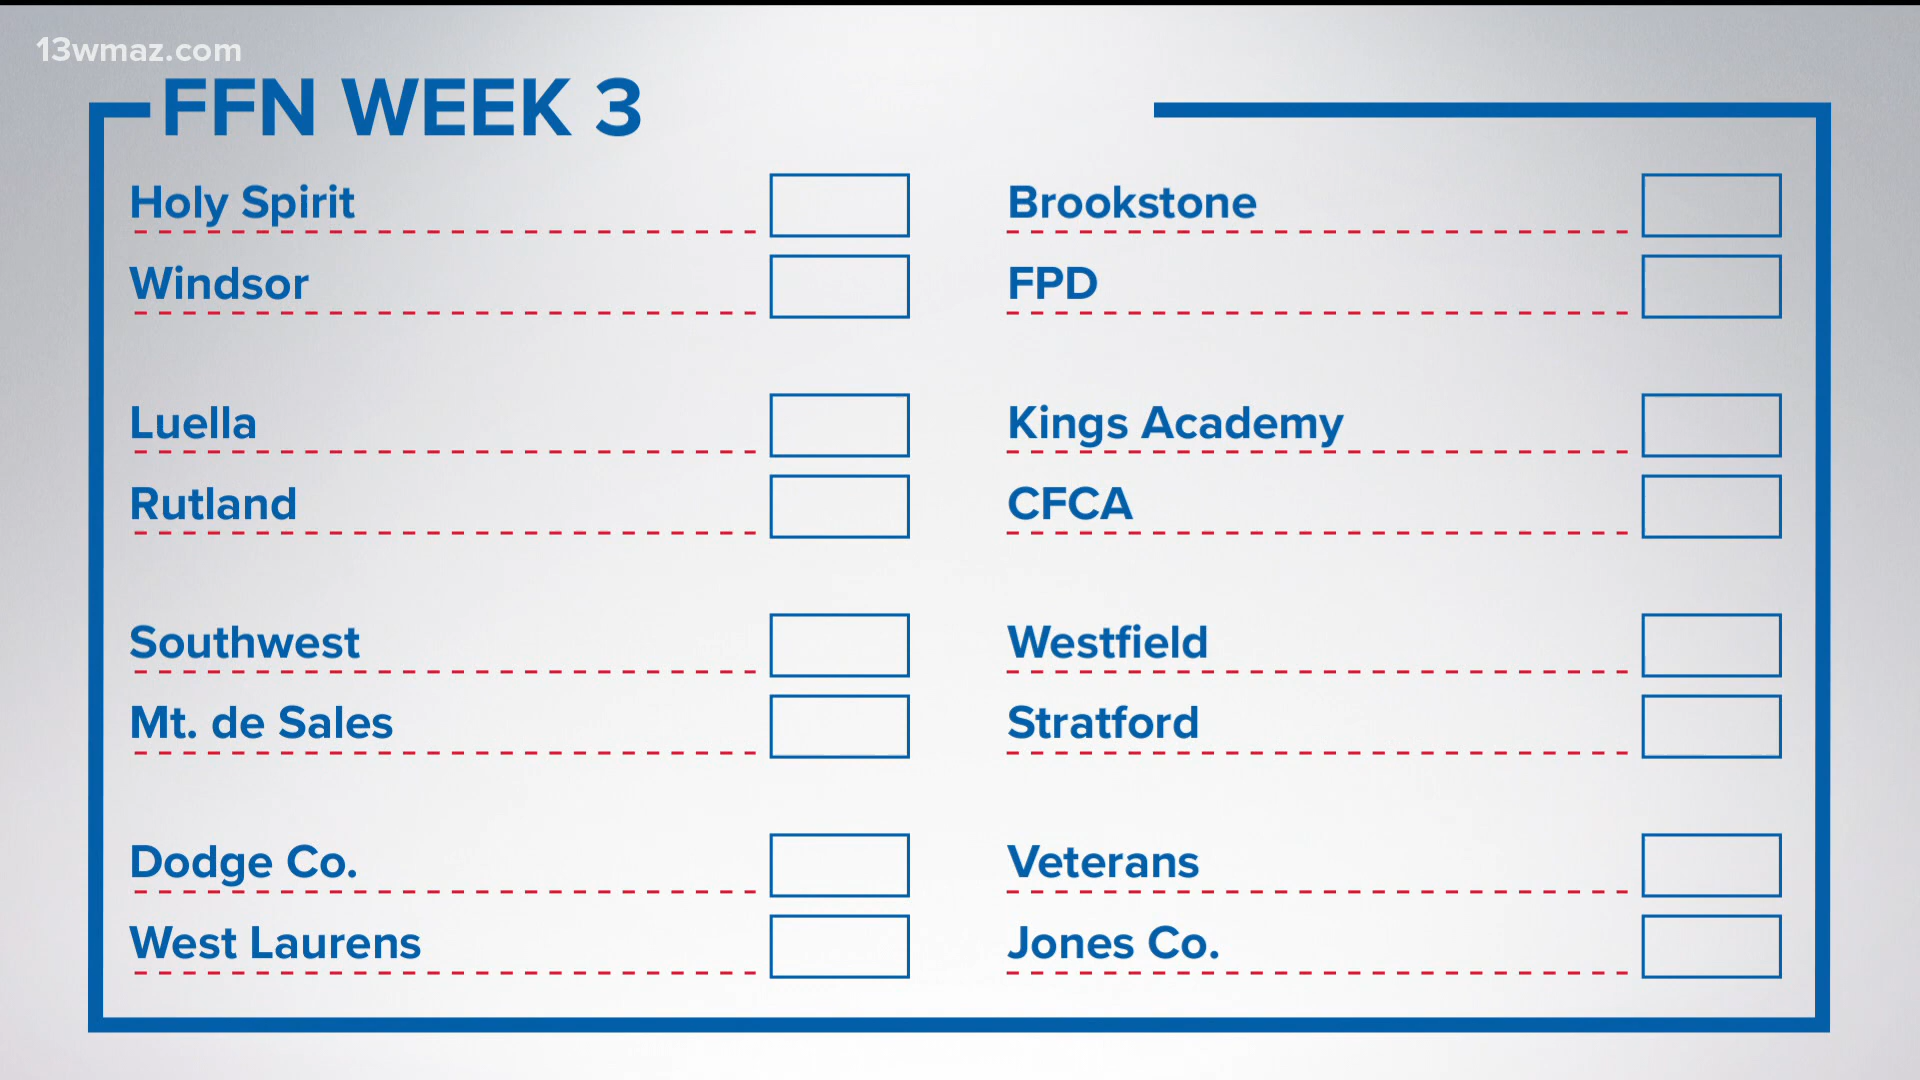 13wmaz.com
FFN WEEK 3
Holy Spirit
Windsor
Luella
Rutland
Southwest
Mt. de Sales
Dodge Co.
West Laurens
Brookstone
FPD
Kings Academy
CFCA
Westfield
Stratford
Veterans
Jones Co.